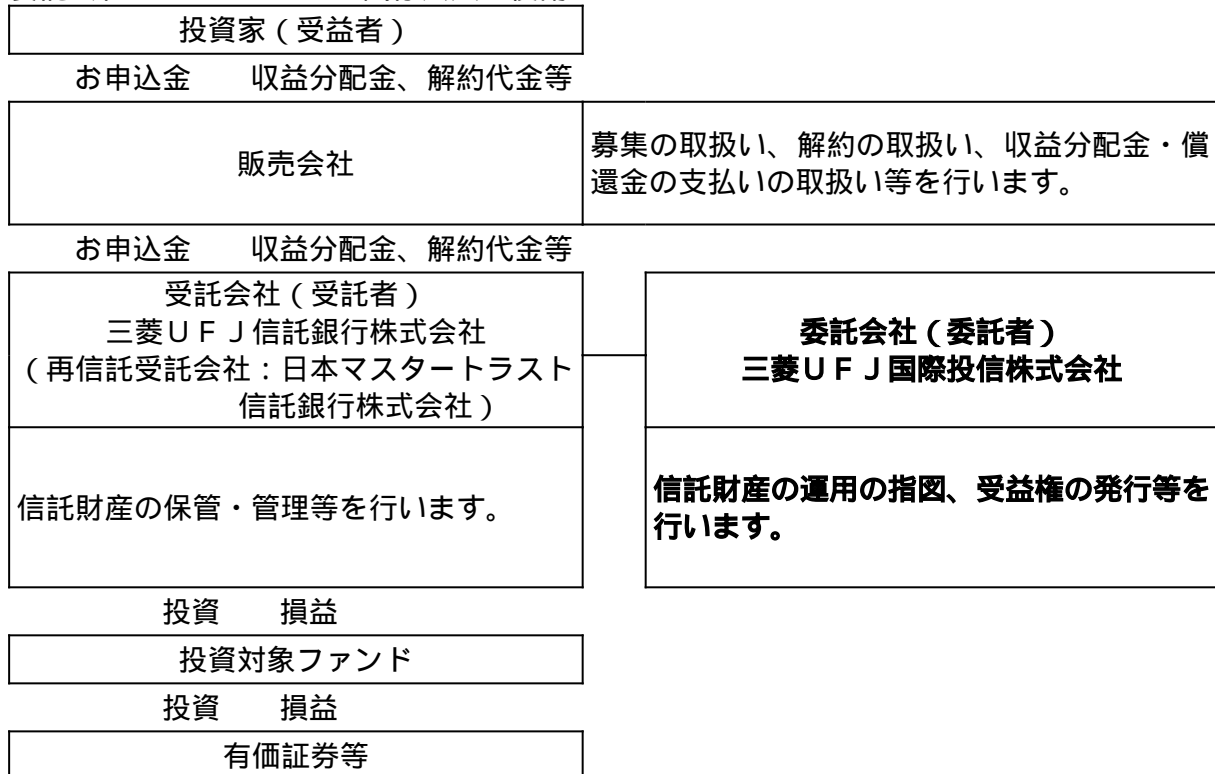 投資家（受益者）
お申込金　　収益分配金、解約代金等
販売会社
募集の取扱い、解約の取扱い、収益分配金・償
還金の支払いの取扱い等を行います。
お申込金　　収益分配金、解約代金等
受託会社（受託者）
三菱ＵＦＪ信託銀行株式会社
（再信託受託会社：日本マスタートラスト
信託銀行株式会社）
委託会社（委託者）
三菱ＵＦＪ国際投信株式会社
信託財産の保管・管理等を行います。
信託財産の運用の指図、受益権の発行等を
行います。
投資　　損益
投資対象ファンド
投資　　損益
有価証券等